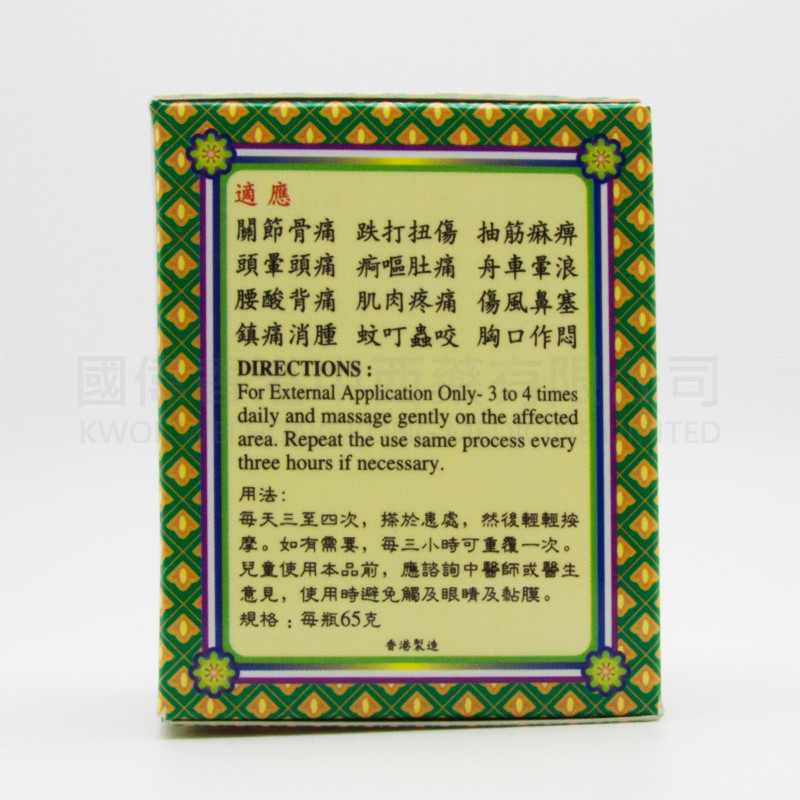 適應
關節骨痛 跌打扭傷 抽筋痲痺
頭暈頭痛 痾嘔肚痛 舟車暈浪
腰酸背痛 肌肉疼痛 傷風鼻塞
鎮痛消腫 蚊叮蟲咬 胸口作悶
DIRECTIONS :
For External Application Only- 3 to 4 times
daily and massage gently on the affected
area. Repeat the use same process every
three hours if necessary.
用法：
每天三至四次，搽於患處，然後輕輕按
摩。如有需要，每三小時可重覆一次。
兒童使用本品前，應諮詢中醫師或醫生
意見，使用時避免觸及眼睛及黏膜。
規格：每瓶65克
香港製造